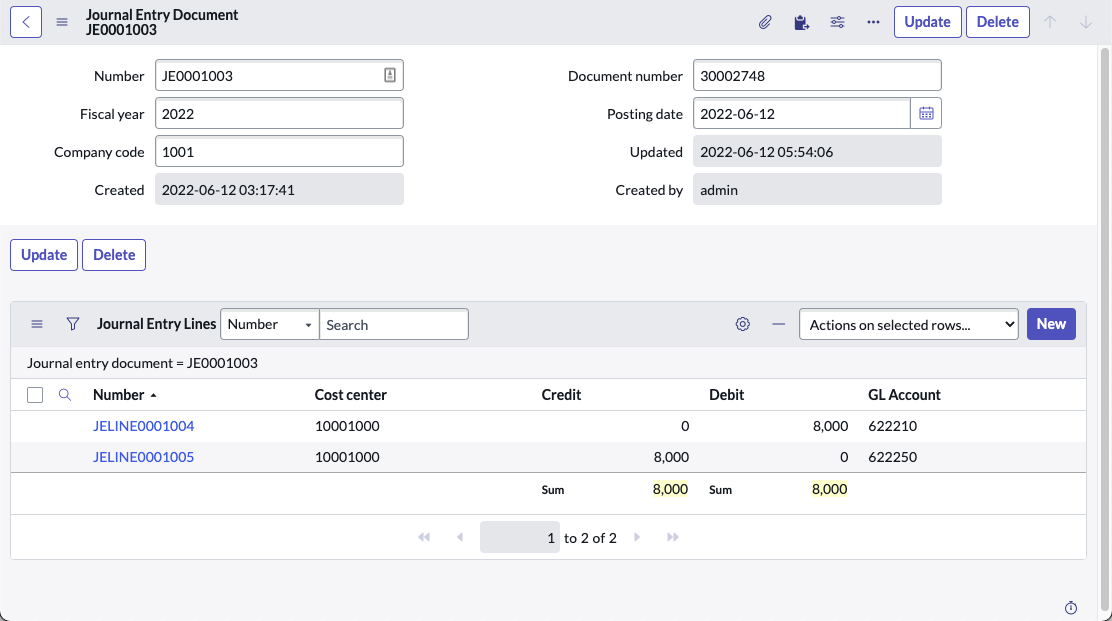 Journal Entry Document
JE0001003
Update
Delete
Number
JE0001003
Document number
30002748
Fiscal year
2022
Posting date
2022-06-12
Company code
1001
Updated
2022-06-12 05:54:06
Created
2022-06-12 03:17:41
Created by
admin
Update
Delete
Journal Entry Lines
Number
Search
Actions on selected rows...
New
Journal entry document = JE0001003
Number Cost center Credit Debit GL Account
JELINE0001004 10001000 0 8,000 622210
JELINE0001005 10001000 8,000 0 622250
Sum 8,000 Sum 8,000
1 to 2 of 2